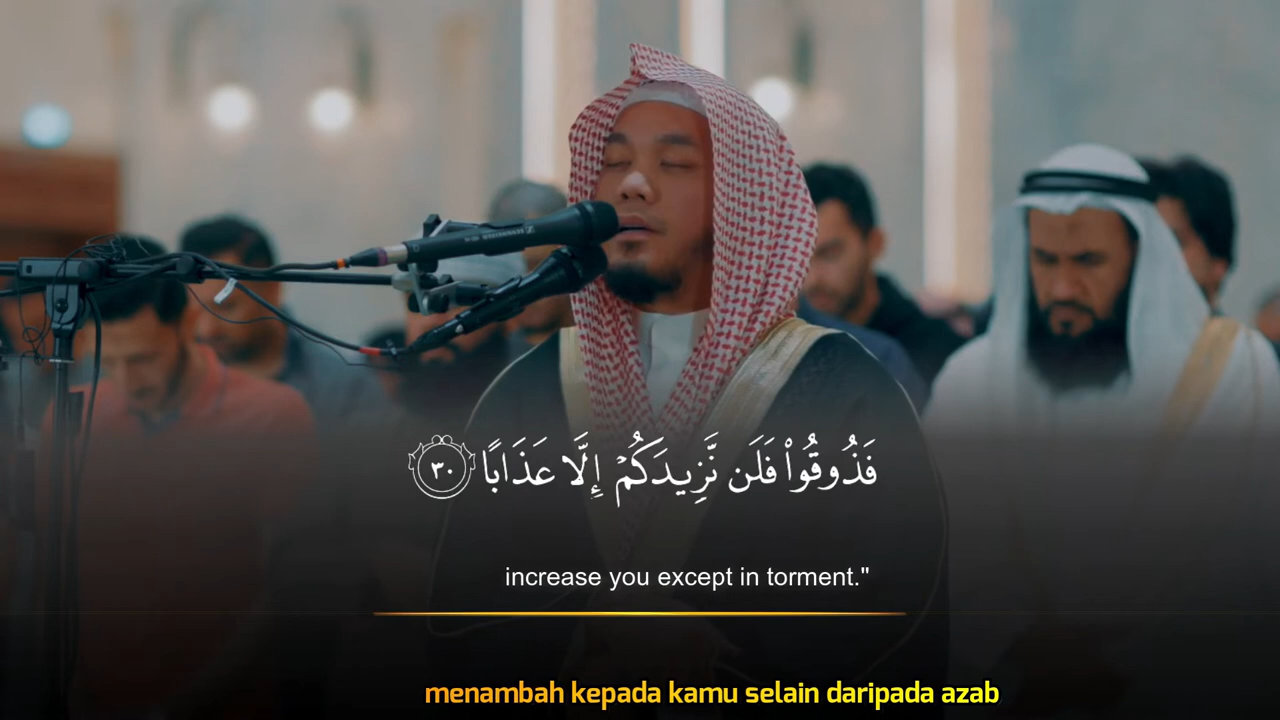 فَذُوقُوا۟ فَلَن نَّزِيدَكُمْ إِلَّا عَذَابًا ٣٠
increase you except in torment."
menambah kepada kamu selain daripada azab